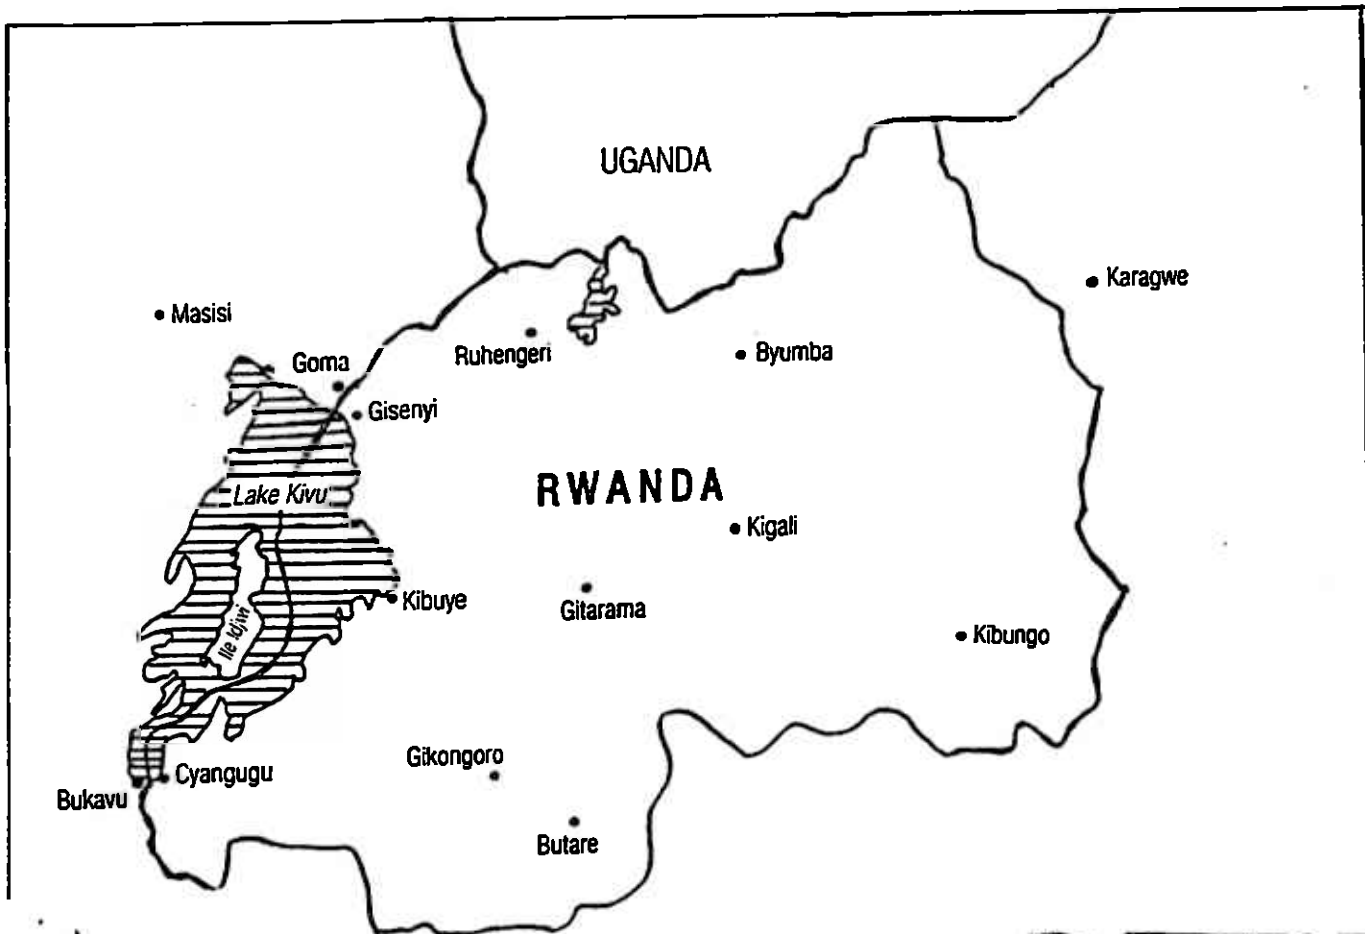 UGANDA
Karagwe
Masisi
Ruhengeri
Byumba
Goma
Gisenyi
RWANDA
Lake Kivu
Kigali
Kibuye
Gitarama
Ile Idjwi
Kibungo
Gikongoro
Cyangugu
Bukavu
Butare